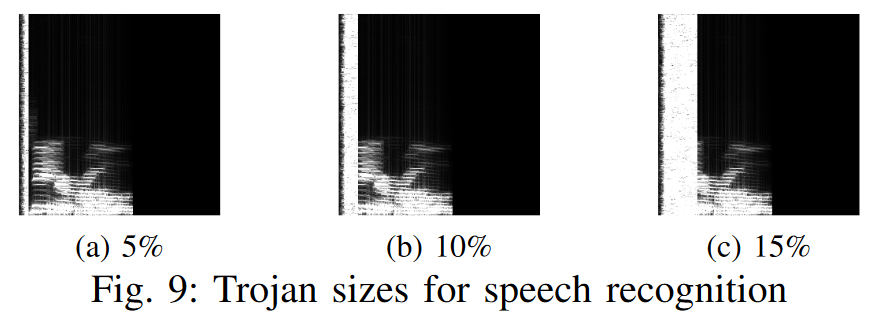 (a) 5%
(b) 10%
(c) 15%
Fig. 9: Trojan sizes for speech recognition